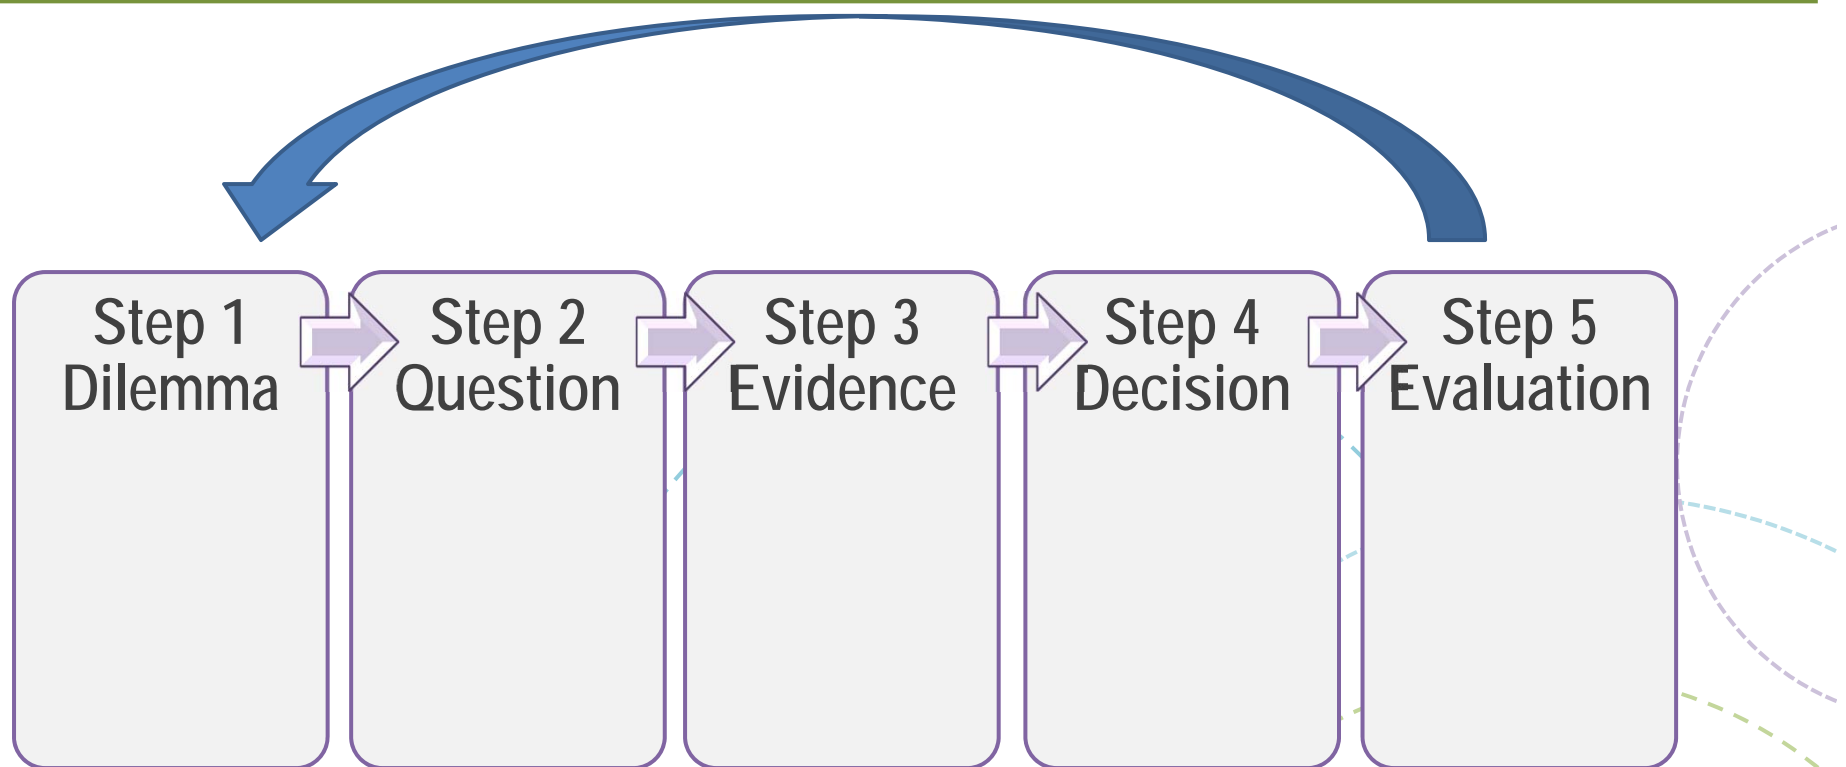 Step 1
Dilemma
Step 2
Question
Step 3
Evidence
Step 4
Decision
Step 5
Evaluation